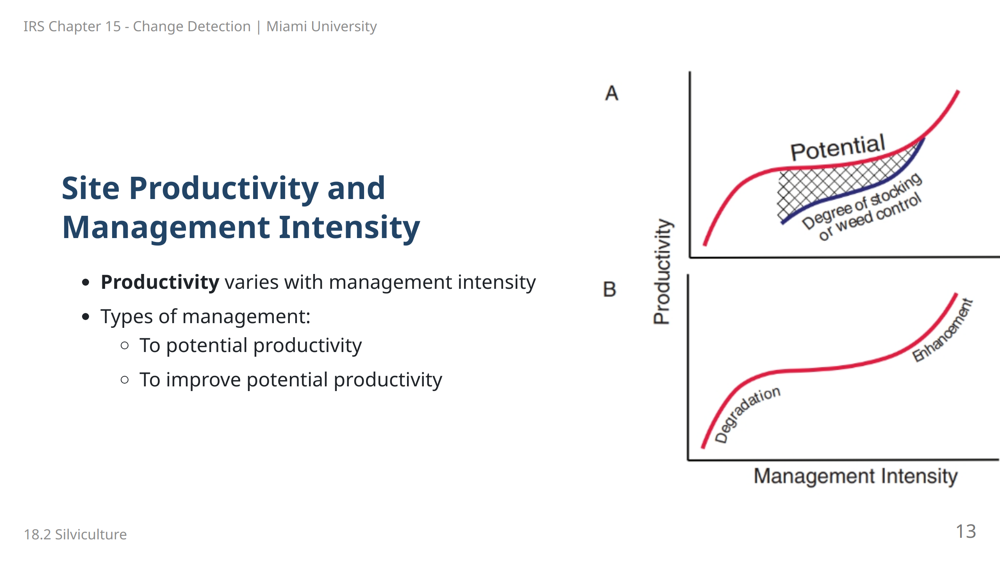 IRS Chapter 15 - Change Detection | Miami University
Site Productivity and
Management Intensity
Productivity varies with management intensity
Types of management:
To potential productivity
To improve potential productivity
A
Potential
Degree of stocking
or weed control
Productivity
B
Enhancement
Degradation
Management Intensity
18.2 Silviculture
13